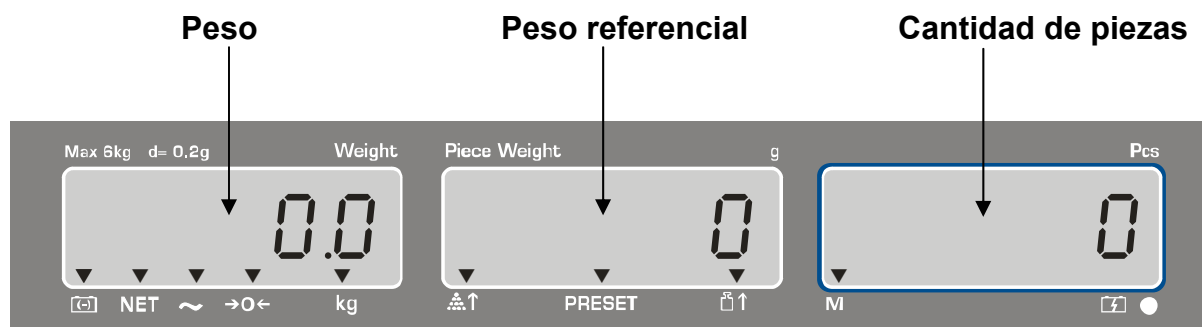 Peso Peso referencial Cantidad de piezas
Max 6kg d= 0.2g Weight Piece Weight g Pcs
0.0 0 0
NET ~ →0← kg ↑ PRESET ↑ M